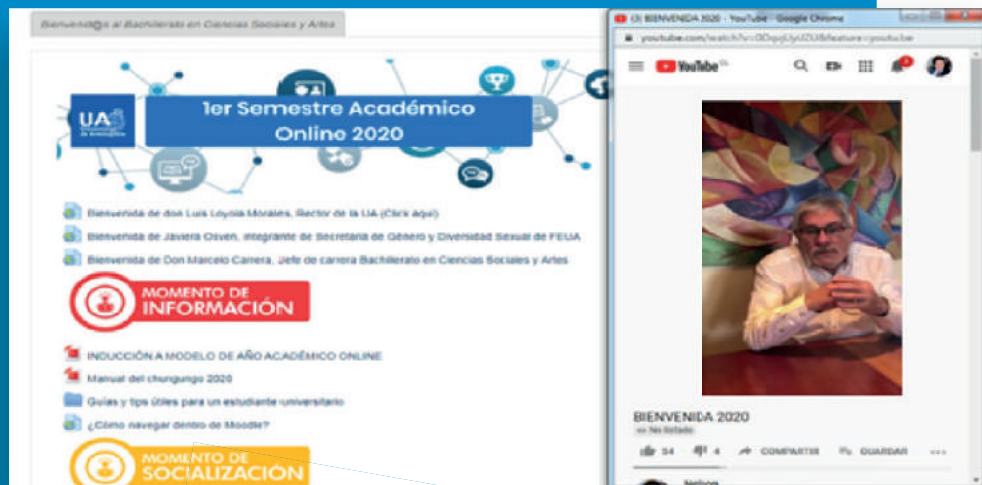 Bienvenid@s al Bachillerato en Ciencias Sociales y Artes
UA
1er Semestre Académico
Online 2020
Bienvenida de don Luis Loyola Morales, Rector de la UA (Click aquí)
Bienvenida de Javiera Osven, integrante de Secretaria de Género y Diversidad Sexual de FEUA
Bienvenida de Don Marcelo Carrera, Jefe de carrera Bachillerato en Ciencias Sociales y Artes
MOMENTO DE
INFORMACIÓN
INDUCCIÓN A MODELO DE AÑO ACADÉMICO ONLINE
Manual del chungungo 2020
Guías y tips útiles para un estudiante universitario
¿Cómo navegar dentro de Moodle?
MOMENTO DE
SOCIALIZACIÓN
(3) BIENVENIDA 2020 - YouTube - Google Chrome
YouTube
BIENVENIDA 2020
No listado
54
4
COMPARTIR
GUARDAR
Nelson